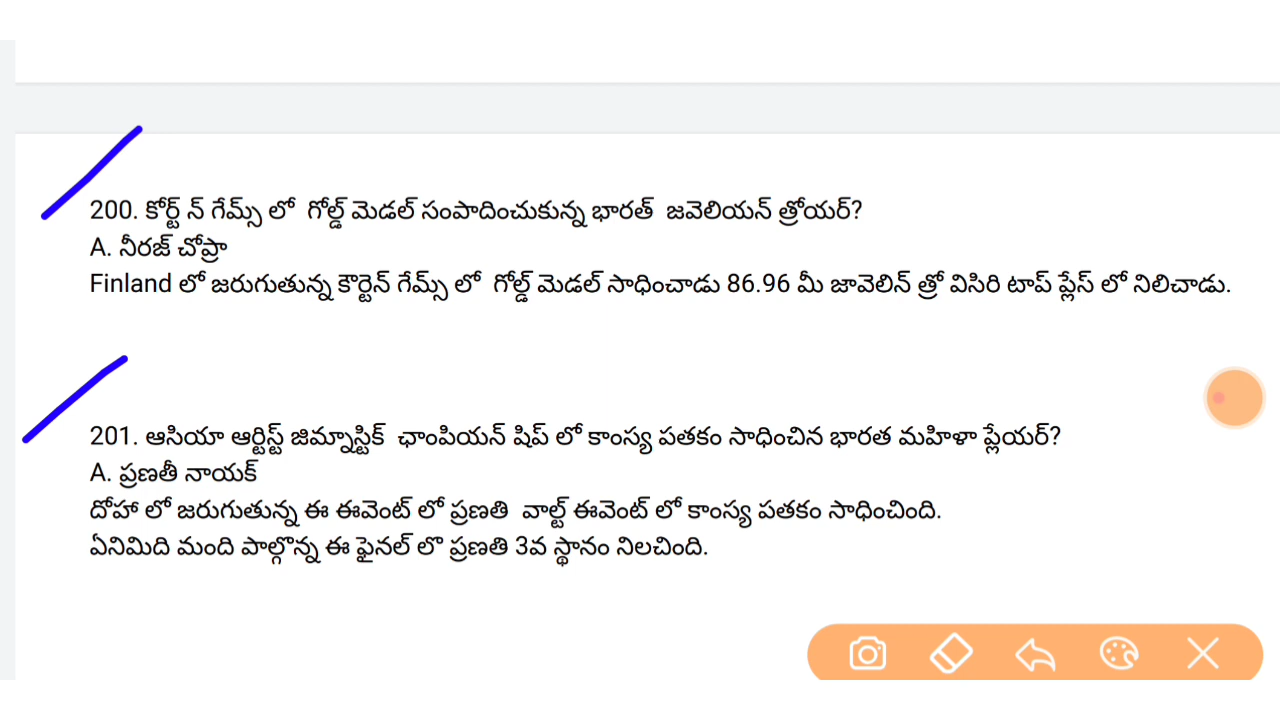 200. కోర్ట్ న్ గేమ్స్ లో గోల్డ్ మెడల్ సంపాదించుకున్న భారత్ జవెలియన్ త్రోయర్?
A. నీరజ్ చోప్రా
Finland లో జరుగుతున్న కౌర్టెన్ గేమ్స్ లో గోల్డ్ మెడల్ సాధించాడు 86.96 మీ జావెలిన్ త్రో విసిరి టాప్ ప్లేస్ లో నిలిచాడు.
201. ఆసియా ఆర్టిస్ట్ జిమ్నాస్టిక్ ఛాంపియన్ షిప్ లో కాంస్య పతకం సాధించిన భారత మహిళా ప్లేయర్?
A. ప్రణతీ నాయక్
దోహా లో జరుగుతున్న ఈ ఈవెంట్ లో ప్రణతి వాల్ట్ ఈవెంట్ లో కాంస్య పతకం సాధించింది.
ఏనిమిది మంది పాల్గొన్న ఈ ఫైనల్ లొ ప్రణతి 3వ స్థానం నిలచింది.